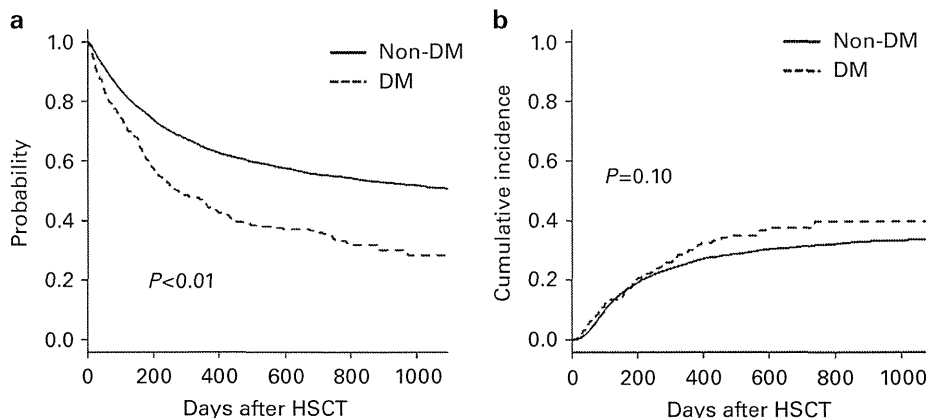 a
Probability
1.0
0.8
0.6
0.4
0.2
0.0
Non-DM
DM
P<0.01
0 200 400 600 800 1000
Days after HSCT
b
Cumulative incidence
1.0
0.8
0.6
0.4
0.2
0.0
Non-DM
DM
P=0.10
0 200 400 600 800 1000
Days after HSCT